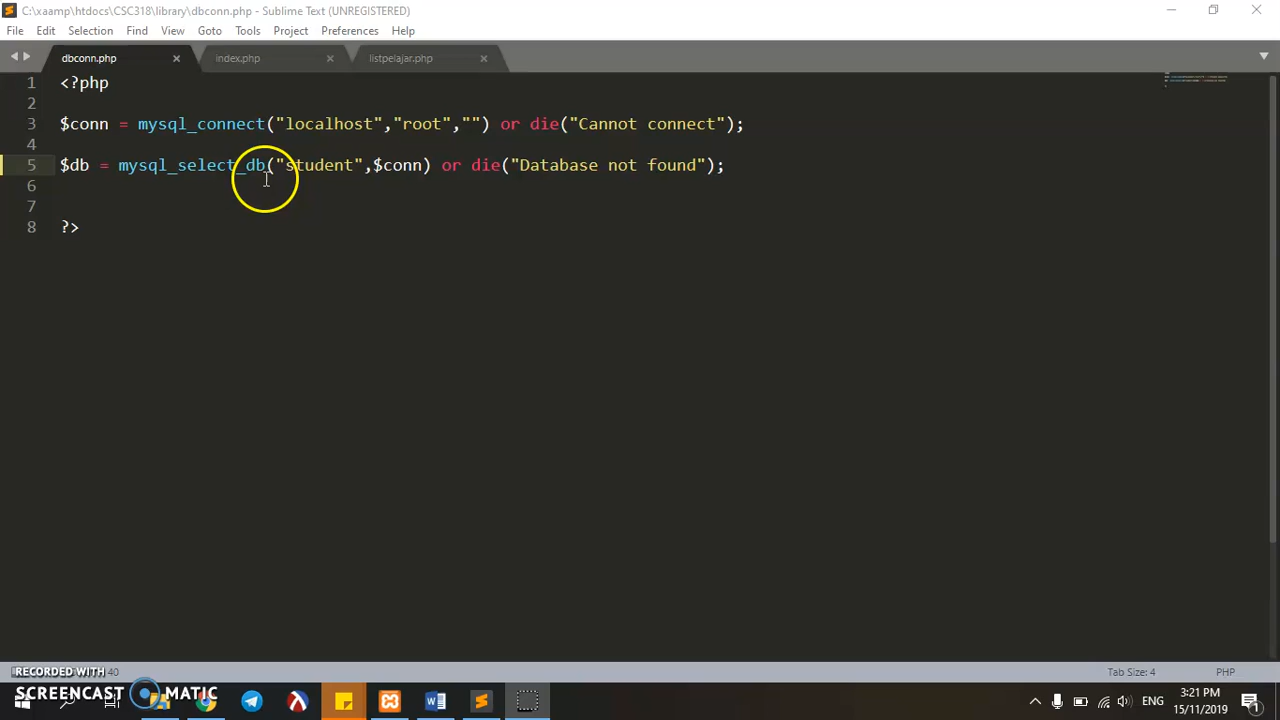 C:\xaamp\htdocs\CSC318\library\dbconn.php - Sublime Text (UNREGISTERED)
File Edit Selection Find View Goto Tools Project Preferences Help
dbconn.php × index.php × listpelajar.php ×
1 <?php
2
3 $conn = mysql_connect("localhost","root","") or die("Cannot connect");
4
5 $db = mysql_select_db("student",$conn) or die("Database not found");
6
7
8 ?>
RECORDED WITH 40 Tab Size: 4 PHP
SCREENCAST MATIC
ENG 3:21 PM
15/11/2019
1